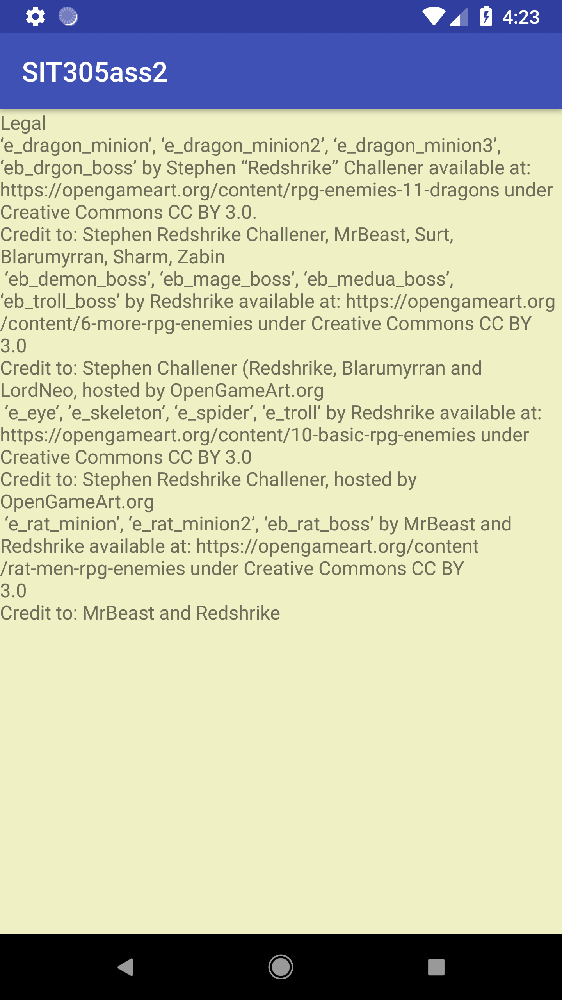 4:23
SIT305ass2
Legal
‘e_dragon_minion’, ‘e_dragon_minion2’, ‘e_dragon_minion3’,
‘eb_drgon_boss’ by Stephen “Redshrike” Challener available at:
https://opengameart.org/content/rpg-enemies-11-dragons under
Creative Commons CC BY 3.0.
Credit to: Stephen Redshrike Challener, MrBeast, Surt,
Blarumyrran, Sharm, Zabin
‘eb_demon_boss’, ‘eb_mage_boss’, ‘eb_medua_boss’,
‘eb_troll_boss’ by Redshrike available at: https://opengameart.org
/content/6-more-rpg-enemies under Creative Commons CC BY
3.0
Credit to: Stephen Challener (Redshrike, Blarumyrran and
LordNeo, hosted by OpenGameArt.org
‘e_eye’, ’e_skeleton’, ‘e_spider’, ‘e_troll’ by Redshrike available at:
https://opengameart.org/content/10-basic-rpg-enemies under
Creative Commons CC BY 3.0
Credit to: Stephen Redshrike Challener, hosted by
OpenGameArt.org
‘e_rat_minion’, ‘e_rat_minion2’, ‘eb_rat_boss’ by MrBeast and
Redshrike available at: https://opengameart.org/content
/rat-men-rpg-enemies under Creative Commons CC BY
3.0
Credit to: MrBeast and Redshrike